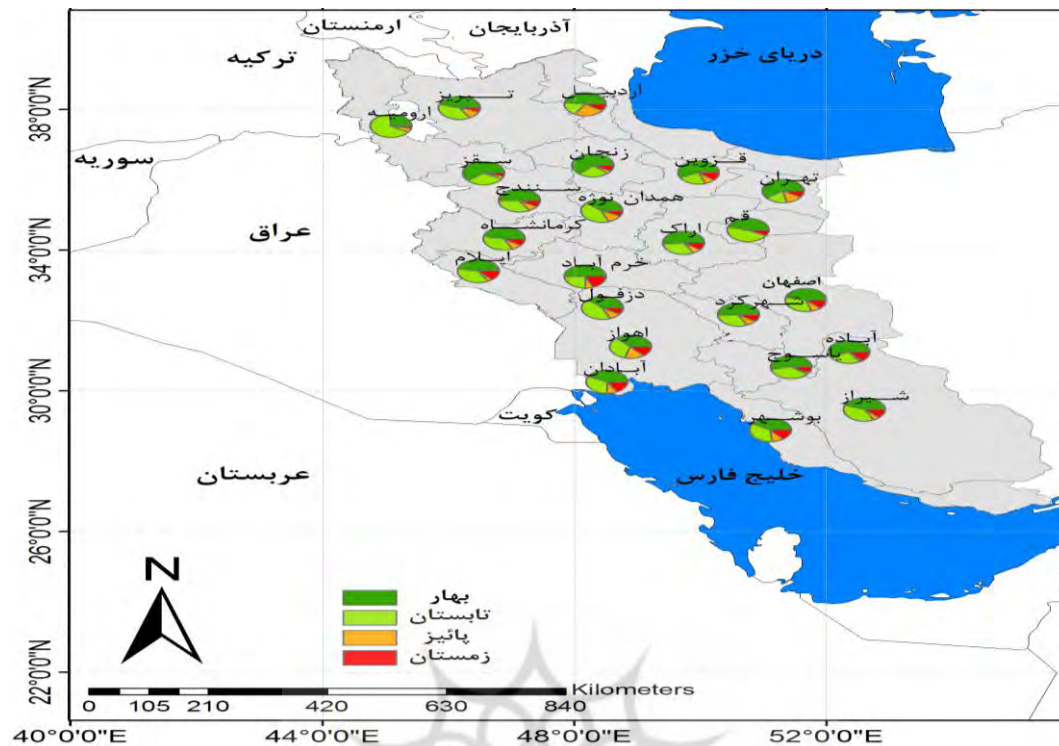 ارمنستان
آذربایجان
ترکیه
دریای خزر
38°0'0"N
تبریز
اردبیل
ارومیه
سوریه
سقز
زنجان
قزوین
تهران
سنندج
همدان نوژه
34°0'0"N
عراق
کرمانشاه
اراک
قم
ایلام
خرم آباد
دزفول
شهرکرد
اصفهان
اهواز
آباده
یاسوج
30°0'0"N
آبادان
شیراز
کویت
بوشهر
عربستان
خلیج فارس
26°0'0"N
N
بهار
تابستان
پائیز
زمستان
22°0'0"N
Kilometers
0 105 210 420 630 840
40°0'0"E 44°0'0"E 48°0'0"E 52°0'0"E